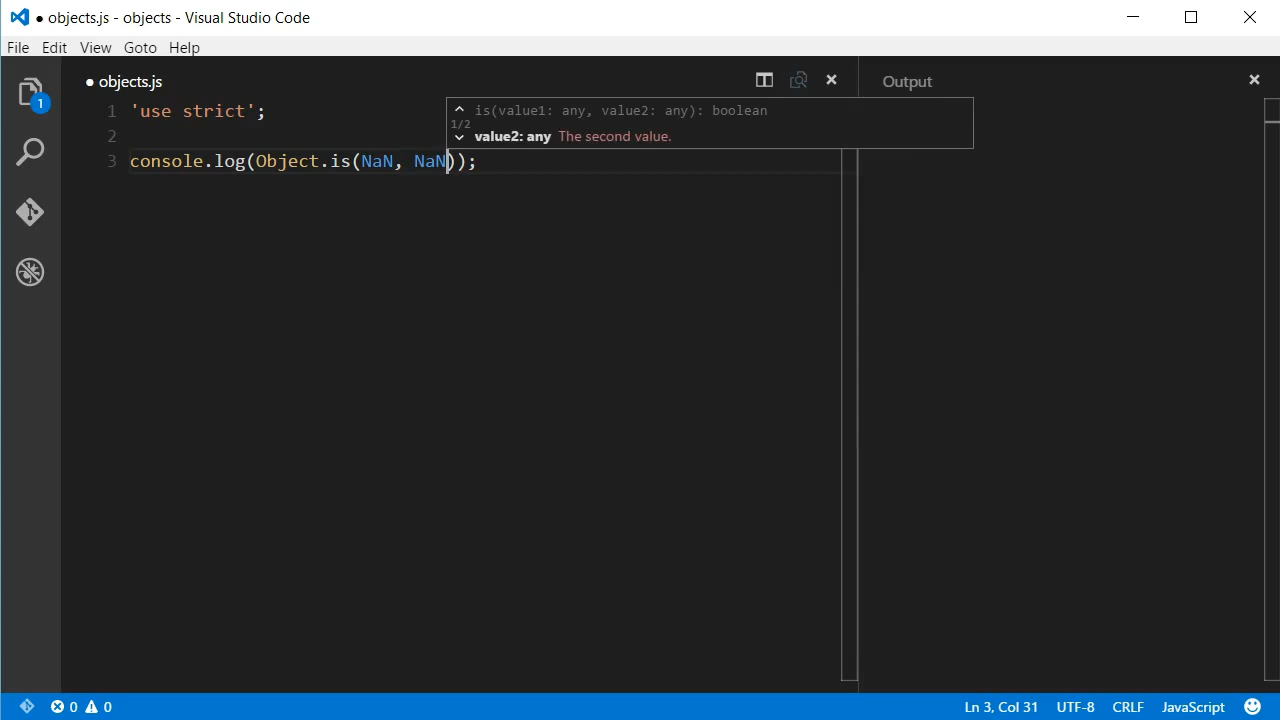 ● objects.js - objects - Visual Studio Code
File Edit View Goto Help
● objects.js
Output
1 'use strict';
is(value1: any, value2: any): boolean
1/2
2
value2: any The second value.
3 console.log(Object.is(NaN, NaN));
1
0 0
Ln 3, Col 31 UTF-8 CRLF JavaScript